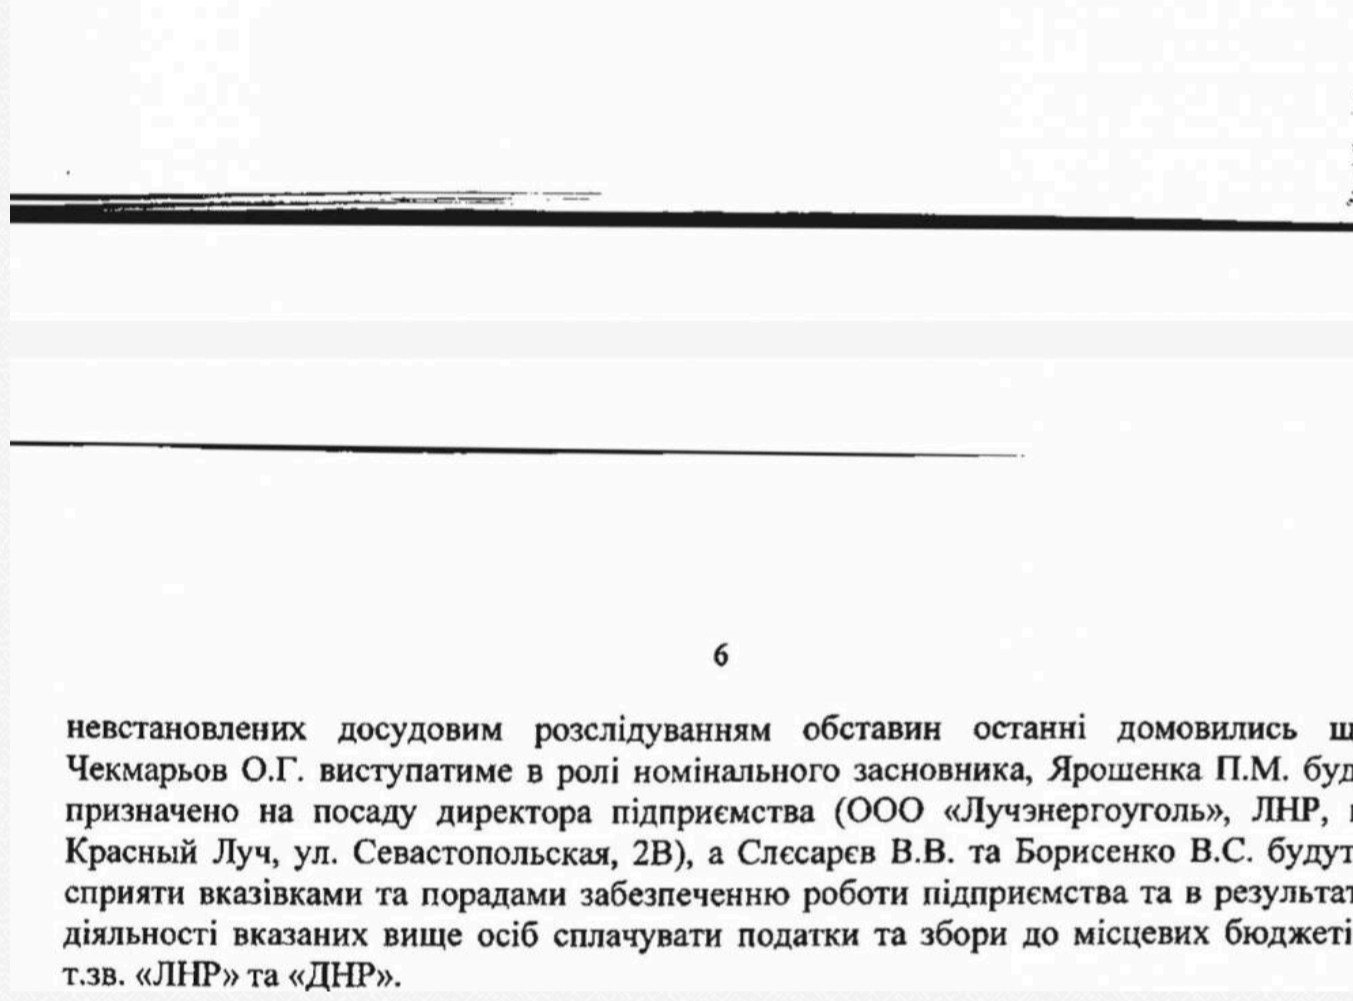 6
невстановлених досудовим розслідуванням обставин останні домовились
Чекмарьов О.Г. виступатиме в ролі номінального засновника, Ярошенка П.М.
призначено на посаду директора підприємства (ООО «Лучэнергоуголь», ЛНР,
Красный Луч, ул. Севастопольская, 2В), а Слєсарєв В.В. та Борисенко В.С. будуть
сприяти вказівками та порадами забезпеченню роботи підприємства та в
діяльності вказаних вище осіб сплачувати податки та збори до місцевих
т.зв. «ЛНР» та «ДНР».